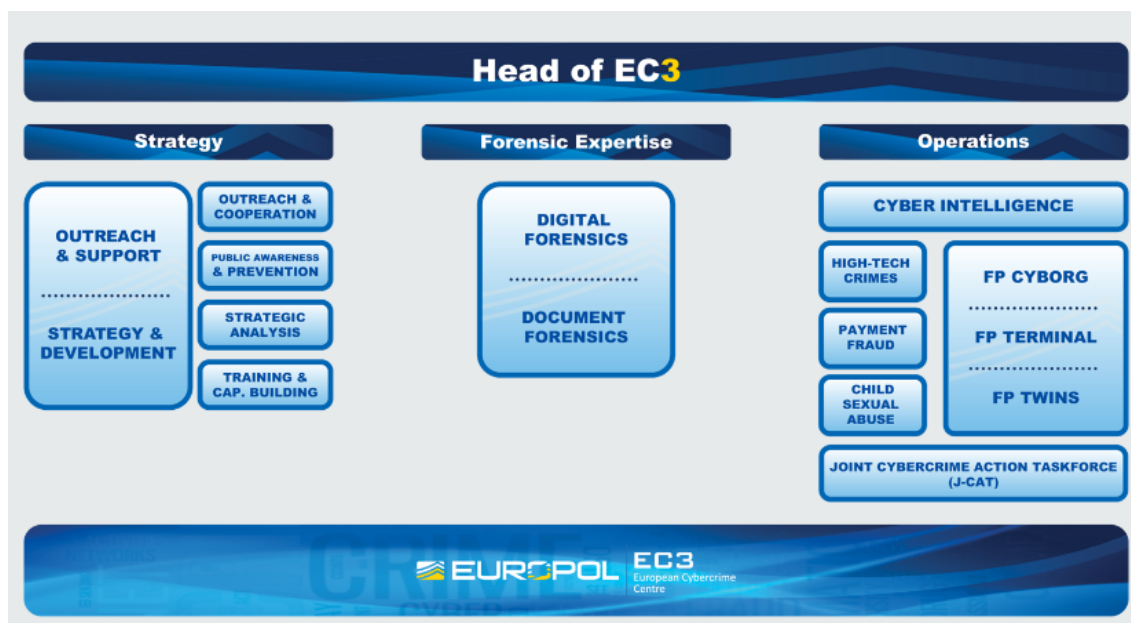 Head of EC3
Strategy
OUTREACH
& SUPPORT
STRATEGY &
DEVELOPMENT
OUTREACH &
COOPERATION
PUBLIC AWARENESS
& PREVENTION
STRATEGIC
ANALYSIS
TRAINING &
CAP. BUILDING
Forensic Expertise
DIGITAL
FORENSICS
DOCUMENT
FORENSICS
Operations
CYBER INTELLIGENCE
HIGH-TECH
CRIMES
PAYMENT
FRAUD
CHILD
SEXUAL
ABUSE
FP CYBORG
FP TERMINAL
FP TWINS
JOINT CYBERCRIME ACTION TASKFORCE
(J-CAT)
CRIME
CYBER
EUROPOL
EC3
European Cybercrime
Centre